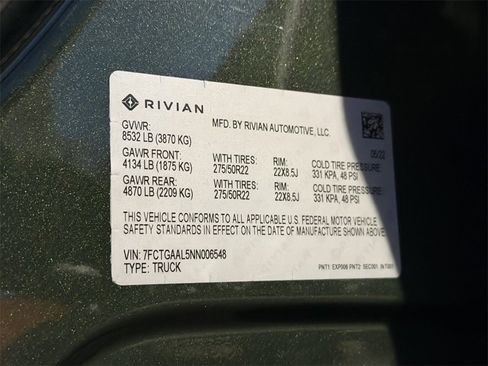 RIVIAN
MFD. BY RIVIAN AUTOMOTIVE, LLC.
GVWR:
8532 LB (3870 KG)
05/22
GAWR FRONT: WITH TIRES: RIM: COLD TIRE PRESSURE:
4134 LB (1875 KG) 275/50R22 22X8.5J 331 KPA, 48 PSI
GAWR REAR: WITH TIRES: RIM: COLD TIRE PRESSURE:
4870 LB (2209 KG) 275/50R22 22X8.5J 331 KPA, 48 PSI
THIS VEHICLE CONFORMS TO ALL APPLICABLE U.S. FEDERAL MOTOR VEHICLE
SAFETY STANDARDS IN EFFECT ON THE DATE OF MANUFACTURE SHOWN ABOVE.
VIN: 7FCTGAAL5NN006548
TYPE: TRUCK
PNT1: EXP006 PNT2: SEC001